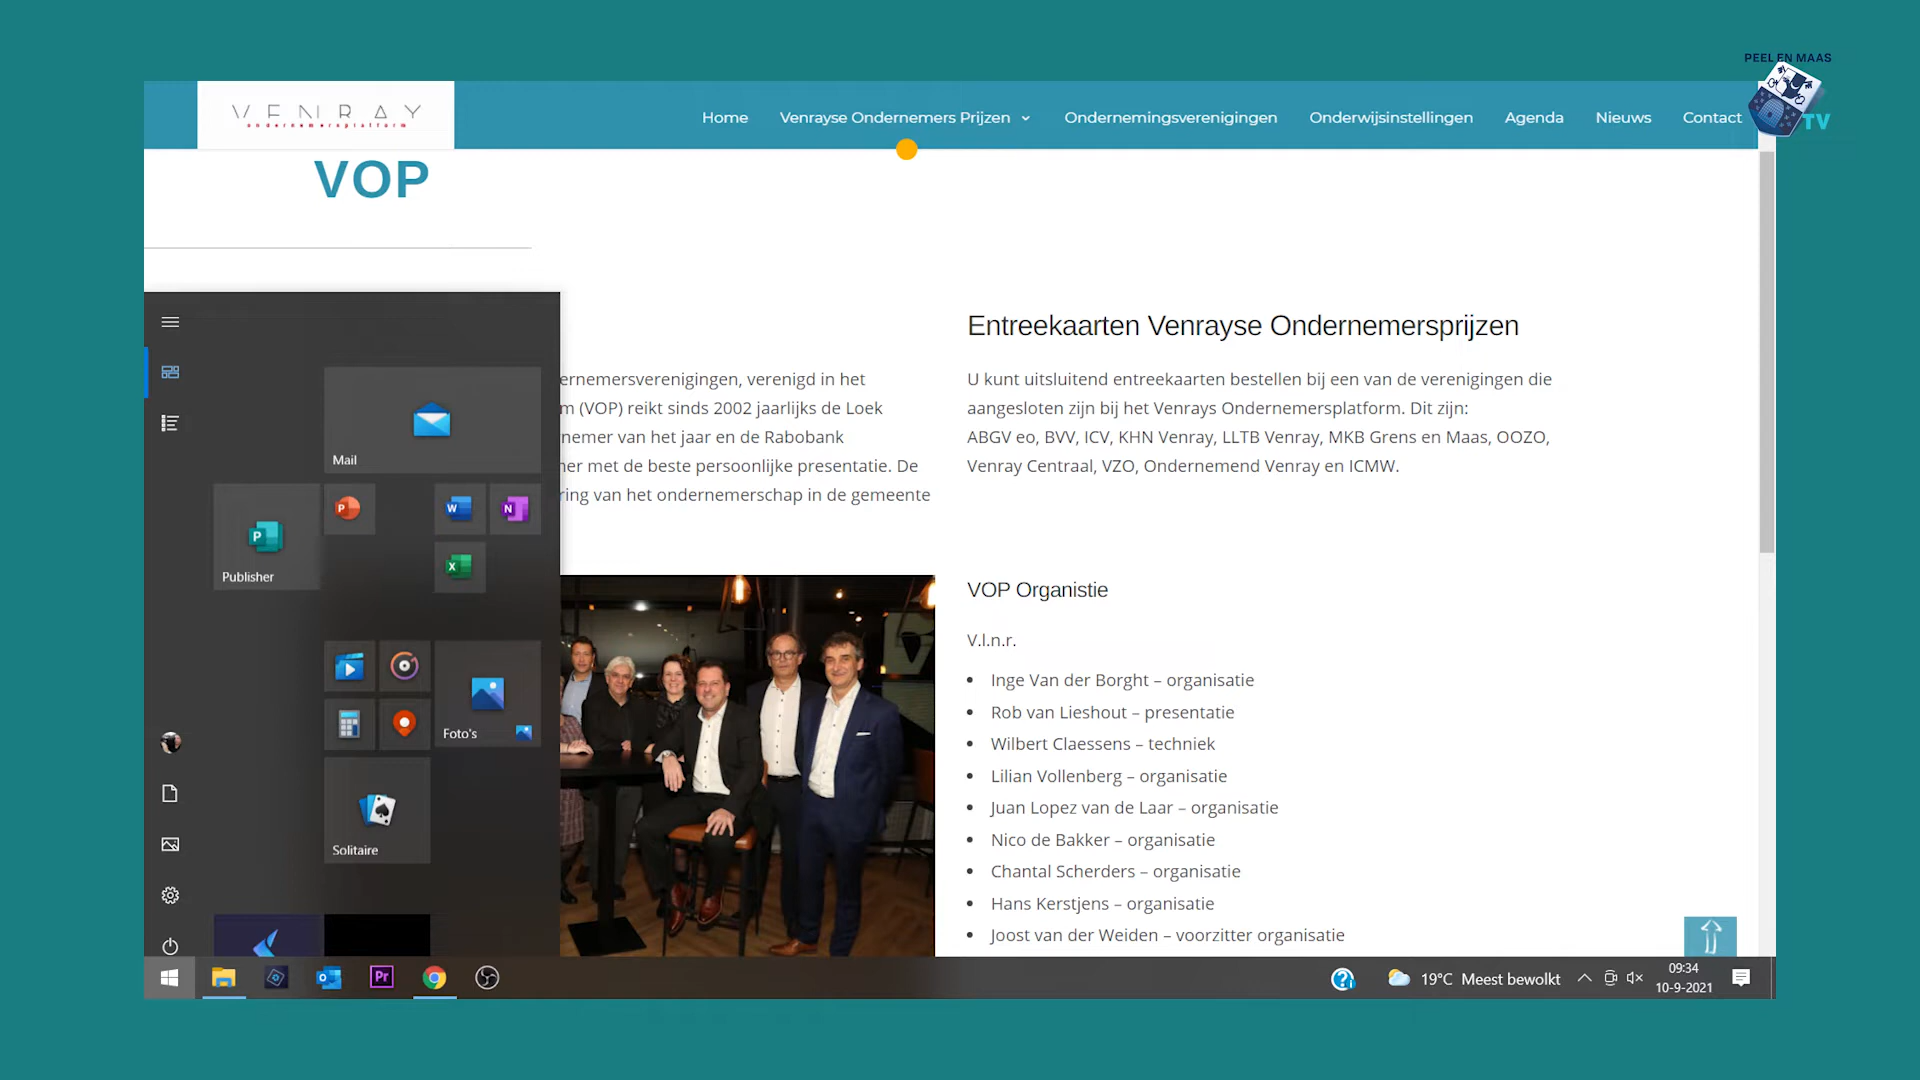 PEEL EN MAAS
TV
VENRAY
ondernemersplatform
Home
Venrayse Ondernemers Prijzen
Ondernemingsverenigingen
Onderwijsinstellingen
Agenda
Nieuws
Contact
VOP
ernemersverenigingen, verenigd in het
m (VOP) reikt sinds 2002 jaarlijks de Loek
nemer van het jaar en de Rabobank
ner met de beste persoonlijke presentatie. De
ring van het ondernemerschap in de gemeente
Entreekaarten Venrayse Ondernemersprijzen
U kunt uitsluitend entreekaarten bestellen bij een van de verenigingen die
aangesloten zijn bij het Venrays Ondernemersplatform. Dit zijn:
ABGV eo, BVV, ICV, KHN Venray, LLTB Venray, MKB Grens en Maas, OOZO,
Venray Centraal, VZO, Ondernemend Venray en ICMW.
VOP Organistie
V.l.n.r.
Inge Van der Borght – organisatie
Rob van Lieshout – presentatie
Wilbert Claessens – techniek
Lilian Vollenberg – organisatie
Juan Lopez van de Laar – organisatie
Nico de Bakker – organisatie
Chantal Scherders – organisatie
Hans Kerstjens – organisatie
Joost van der Weiden – voorzitter organisatie
Mail
P
Publisher
P
W
N
X
Foto's
Solitaire
Pr
19°C Meest bewolkt
09:34
10-9-2021